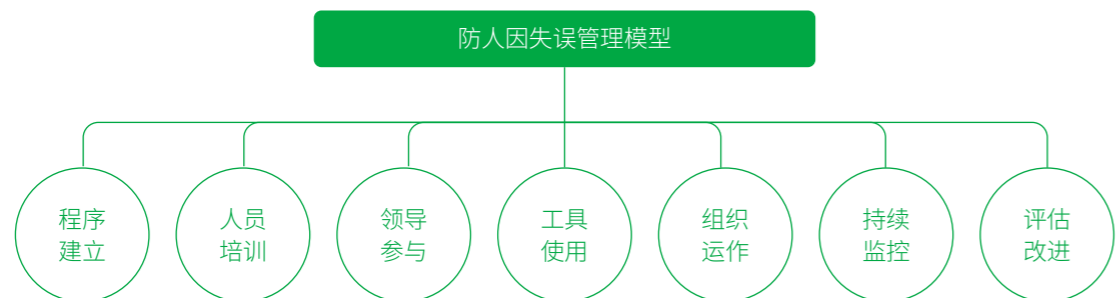 防人因失误管理模型
程序
建立
人员
培训
领导
参与
工具
使用
组织
运作
持续
监控
评估
改进